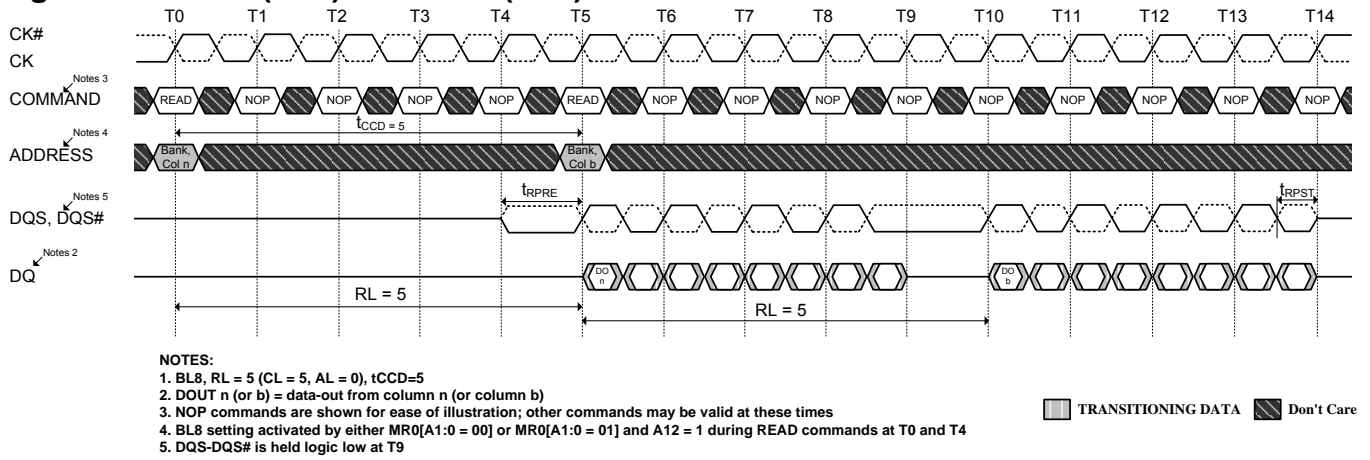 T0 T1 T2 T3 T4 T5 T6 T7 T8 T9 T10 T11 T12 T13 T14
CK#
CK
Notes 3
COMMAND READ NOP NOP NOP NOP READ NOP NOP NOP NOP NOP NOP NOP NOP NOP
tCCD = 5
Notes 4
ADDRESS Bank, Col n Bank, Col b
tRPRE tRPST
Notes 5
DQS, DQS#
Notes 2
DQ DO n DO b
RL = 5
RL = 5
NOTES:
1. BL8, RL = 5 (CL = 5, AL = 0), tCCD=5
2. DOUT n (or b) = data-out from column n (or column b)
3. NOP commands are shown for ease of illustration; other commands may be valid at these times
4. BL8 setting activated by either MR0[A1:0 = 00] or MR0[A1:0 = 01] and A12 = 1 during READ commands at T0 and T4
5. DQS-DQS# is held logic low at T9
TRANSITIONING DATA Don't Care